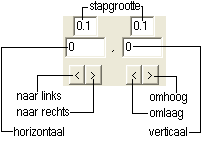 stapgrootte
0.1 0.1
0 , 0
< > < >
naar links omhoog
naar rechts omlaag
horizontaal verticaal